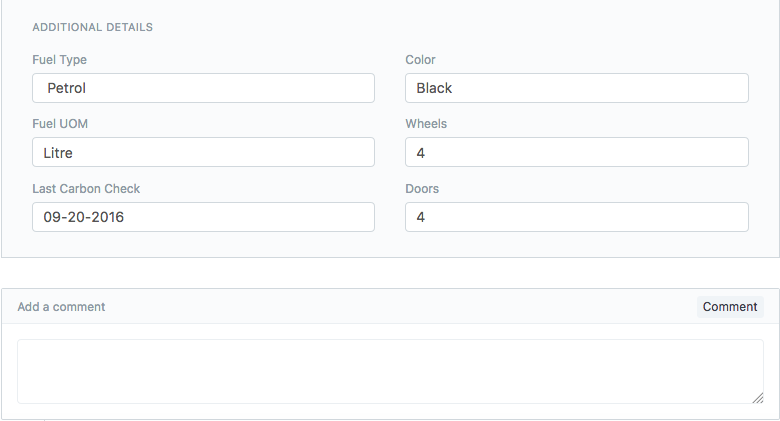 ADDITIONAL DETAILS
Fuel Type
Color
Petrol
Black
Fuel UOM
Wheels
Litre
4
Last Carbon Check
Doors
09-20-2016
4
Add a comment
Comment